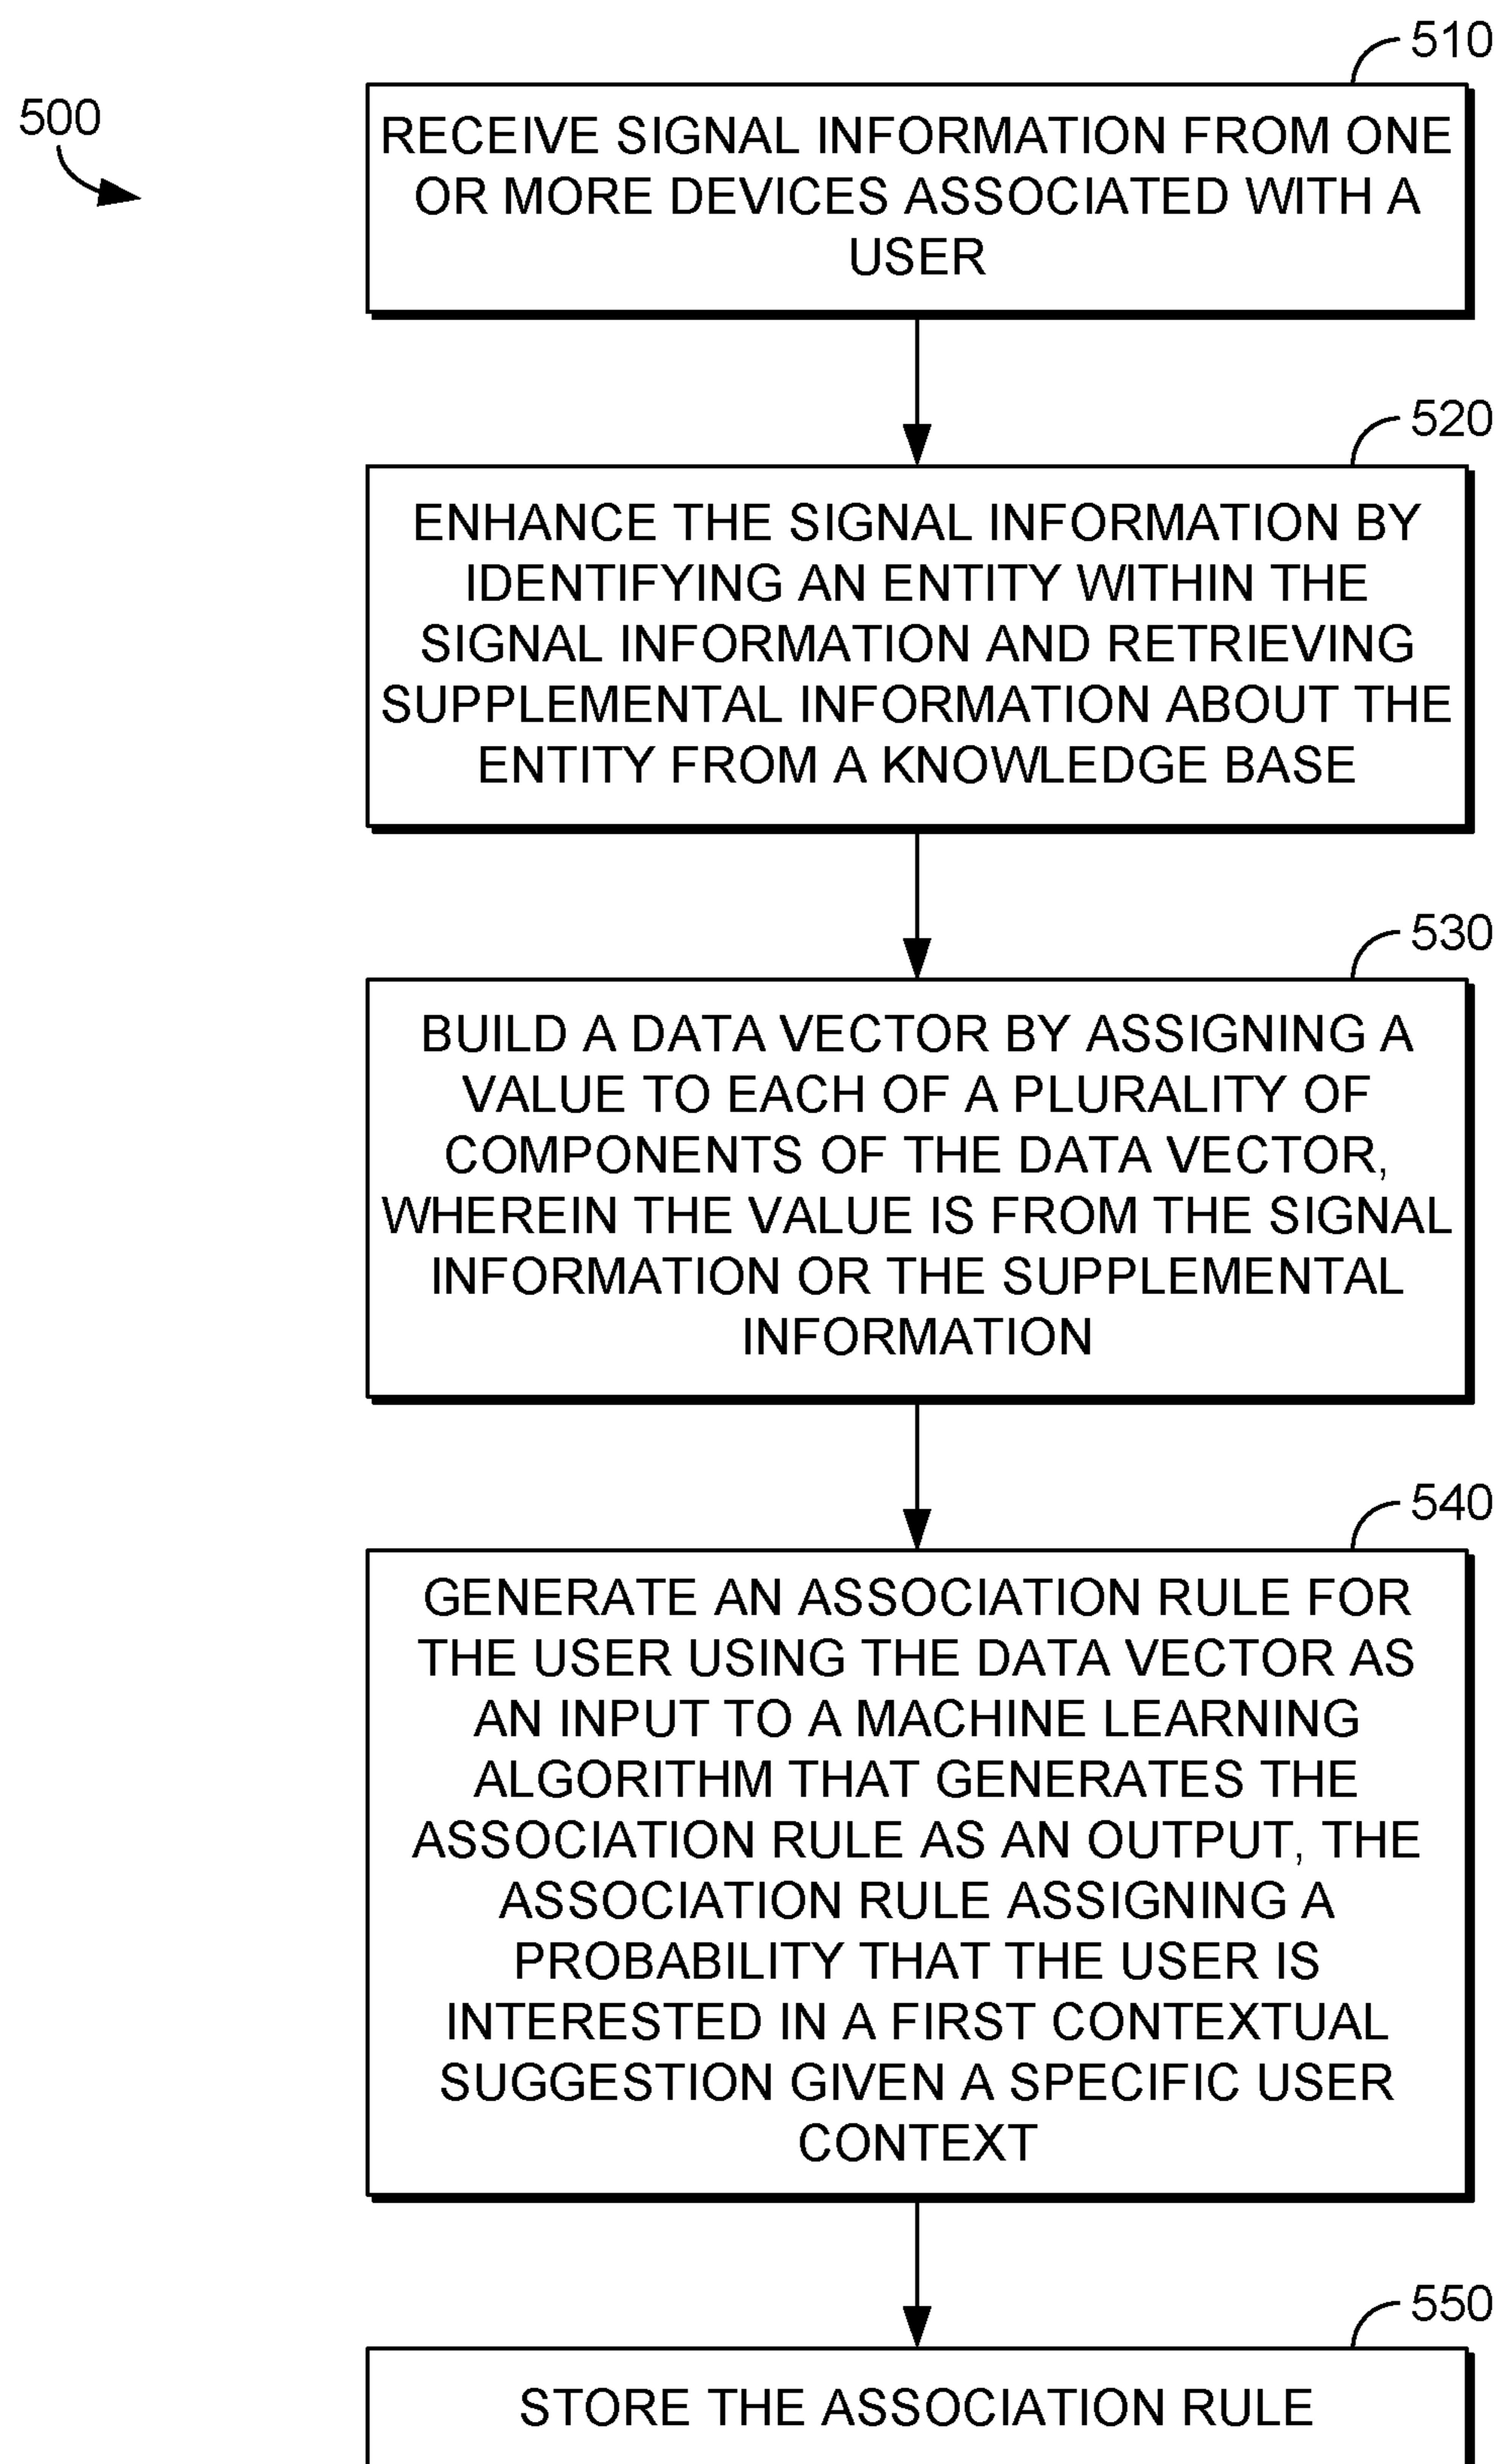 510
500
RECEIVE SIGNAL INFORMATION FROM ONE
OR MORE DEVICES ASSOCIATED WITH A
USER
520
ENHANCE THE SIGNAL INFORMATION BY
IDENTIFYING AN ENTITY WITHIN THE
SIGNAL INFORMATION AND RETRIEVING
SUPPLEMENTAL INFORMATION ABOUT THE
ENTITY FROM A KNOWLEDGE BASE
530
BUILD A DATA VECTOR BY ASSIGNING A
VALUE TO EACH OF A PLURALITY OF
COMPONENTS OF THE DATA VECTOR,
WHEREIN THE VALUE IS FROM THE SIGNAL
INFORMATION OR THE SUPPLEMENTAL
INFORMATION
540
GENERATE AN ASSOCIATION RULE FOR
THE USER USING THE DATA VECTOR AS
AN INPUT TO A MACHINE LEARNING
ALGORITHM THAT GENERATES THE
ASSOCIATION RULE AS AN OUTPUT, THE
ASSOCIATION RULE ASSIGNING A
PROBABILITY THAT THE USER IS
INTERESTED IN A FIRST CONTEXTUAL
SUGGESTION GIVEN A SPECIFIC USER
CONTEXT
550
STORE THE ASSOCIATION RULE